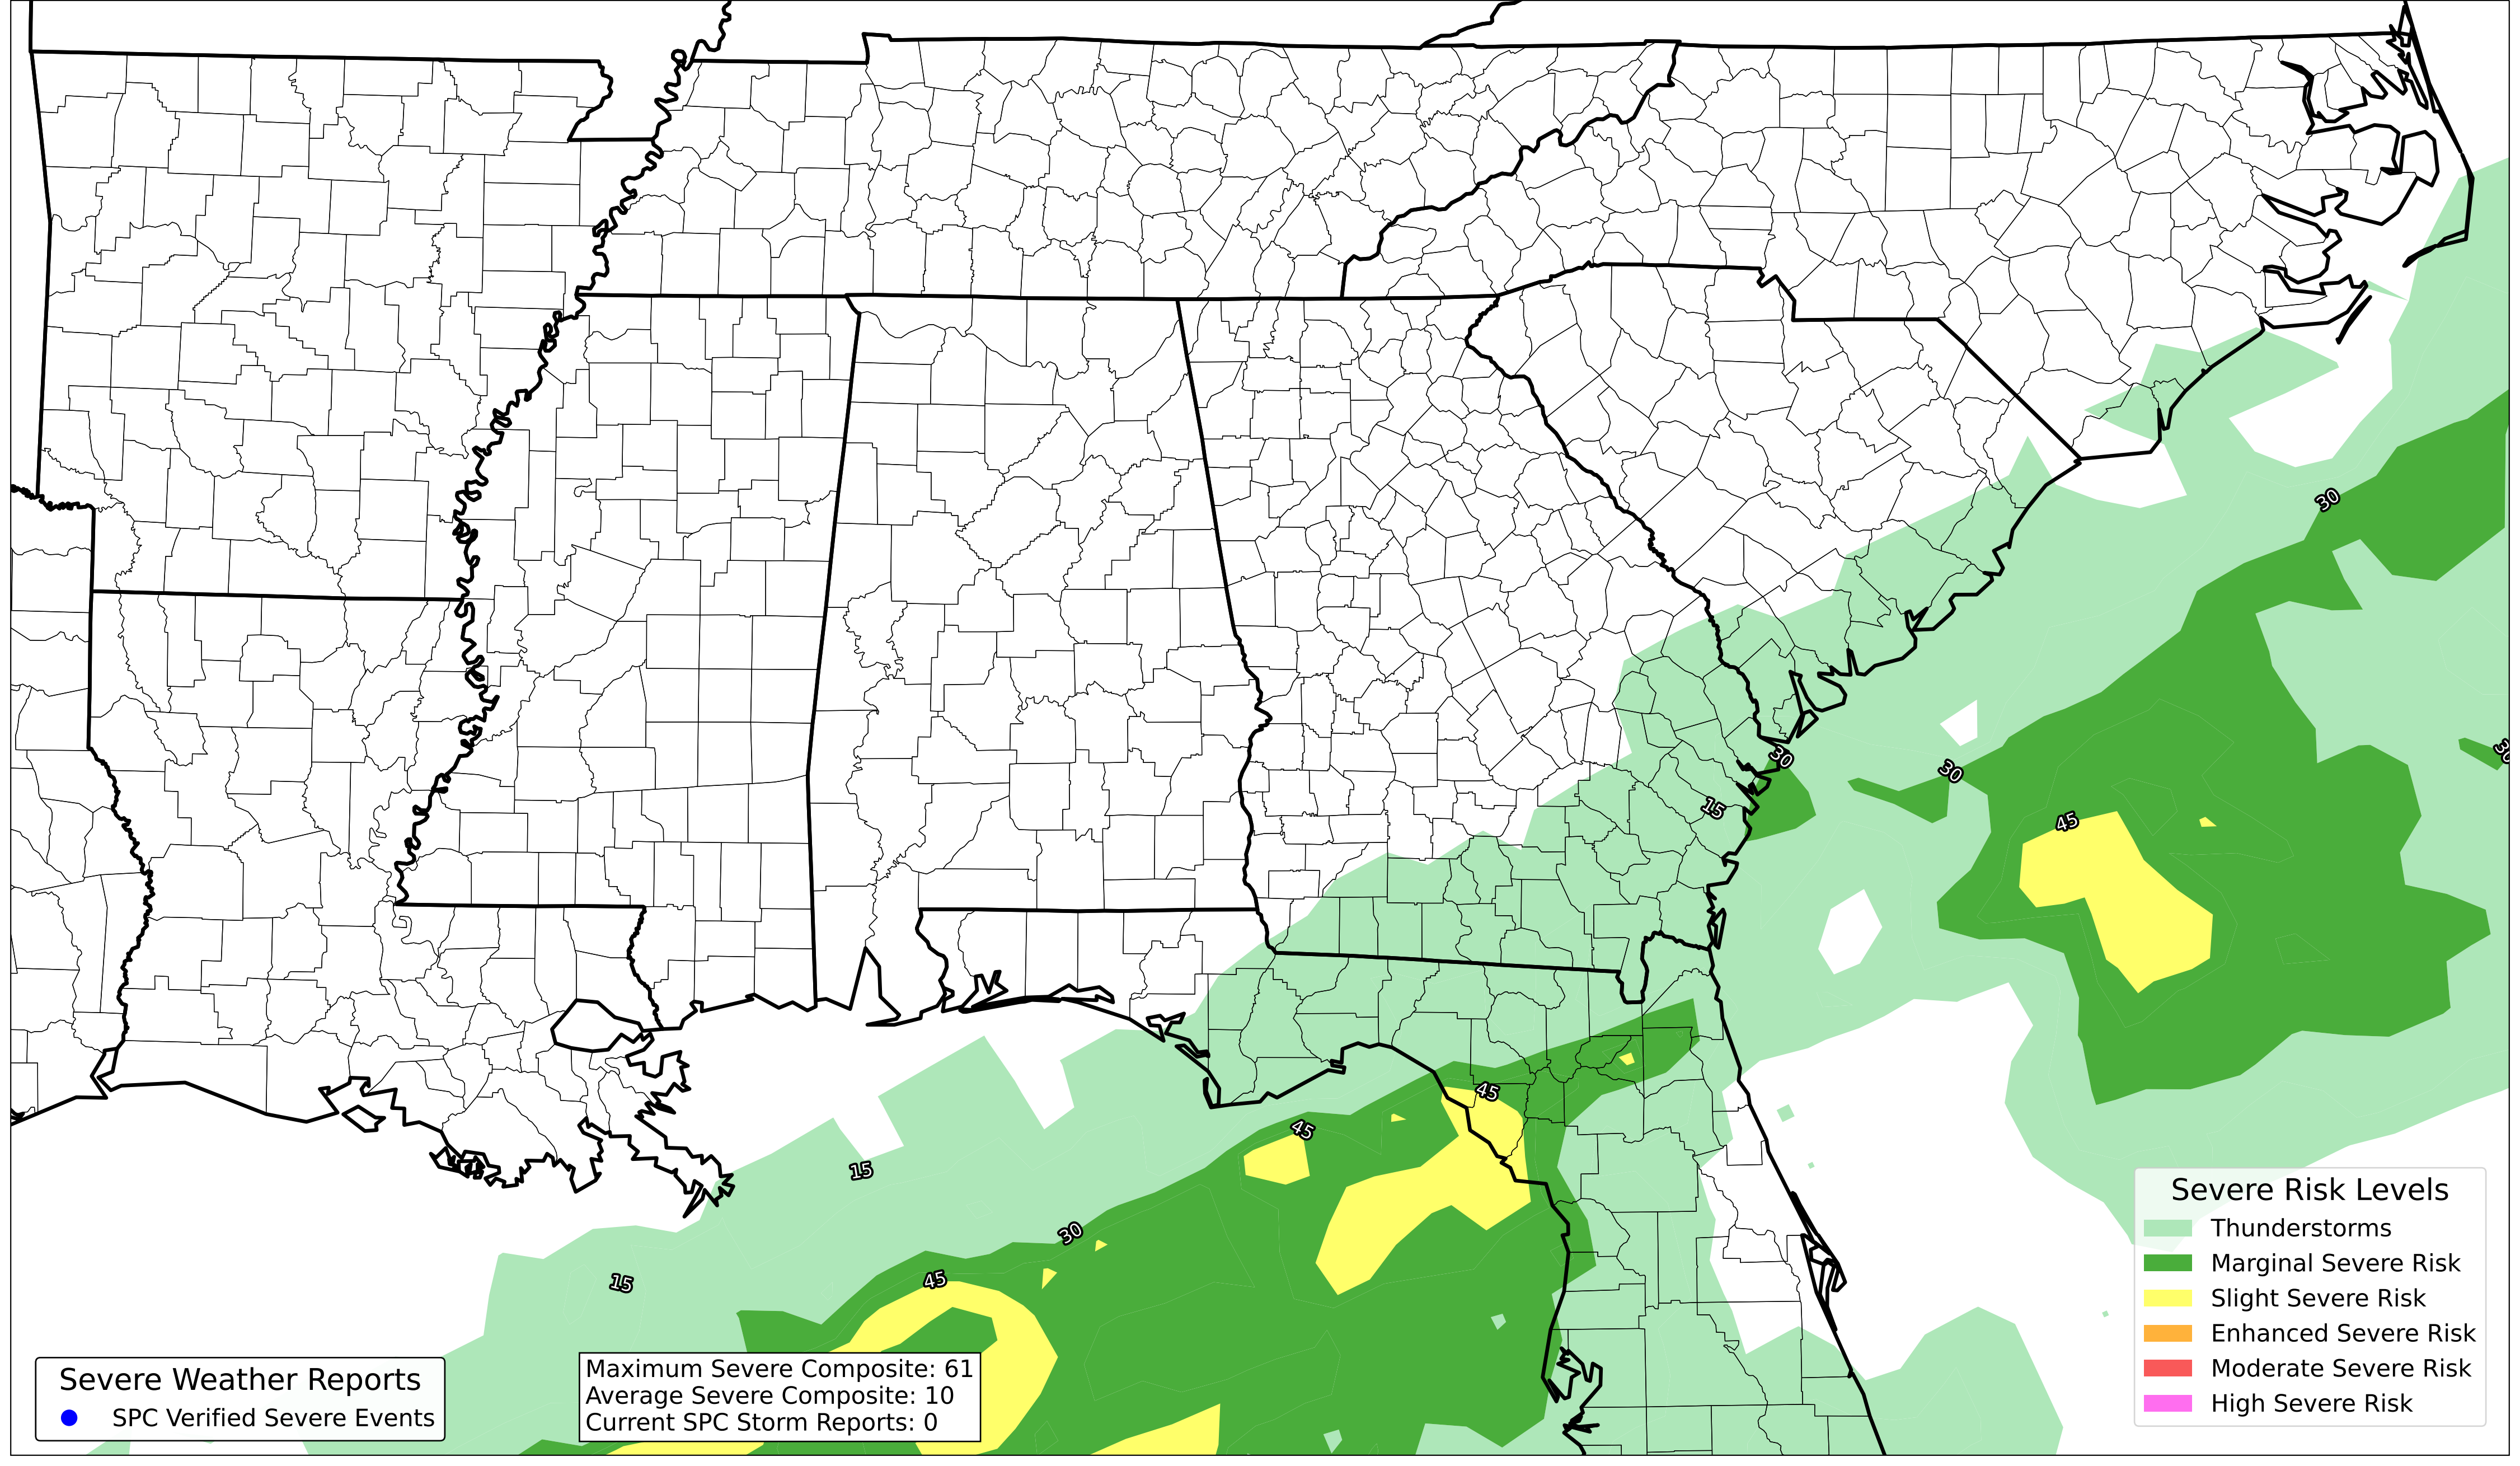 30
30
30
30
15
45
45
45
15
30
15
45
Severe Risk Levels
Thunderstorms
Marginal Severe Risk
Slight Severe Risk
Enhanced Severe Risk
Moderate Severe Risk
High Severe Risk
Severe Weather Reports
SPC Verified Severe Events
Maximum Severe Composite: 61
Average Severe Composite: 10
Current SPC Storm Reports: 0